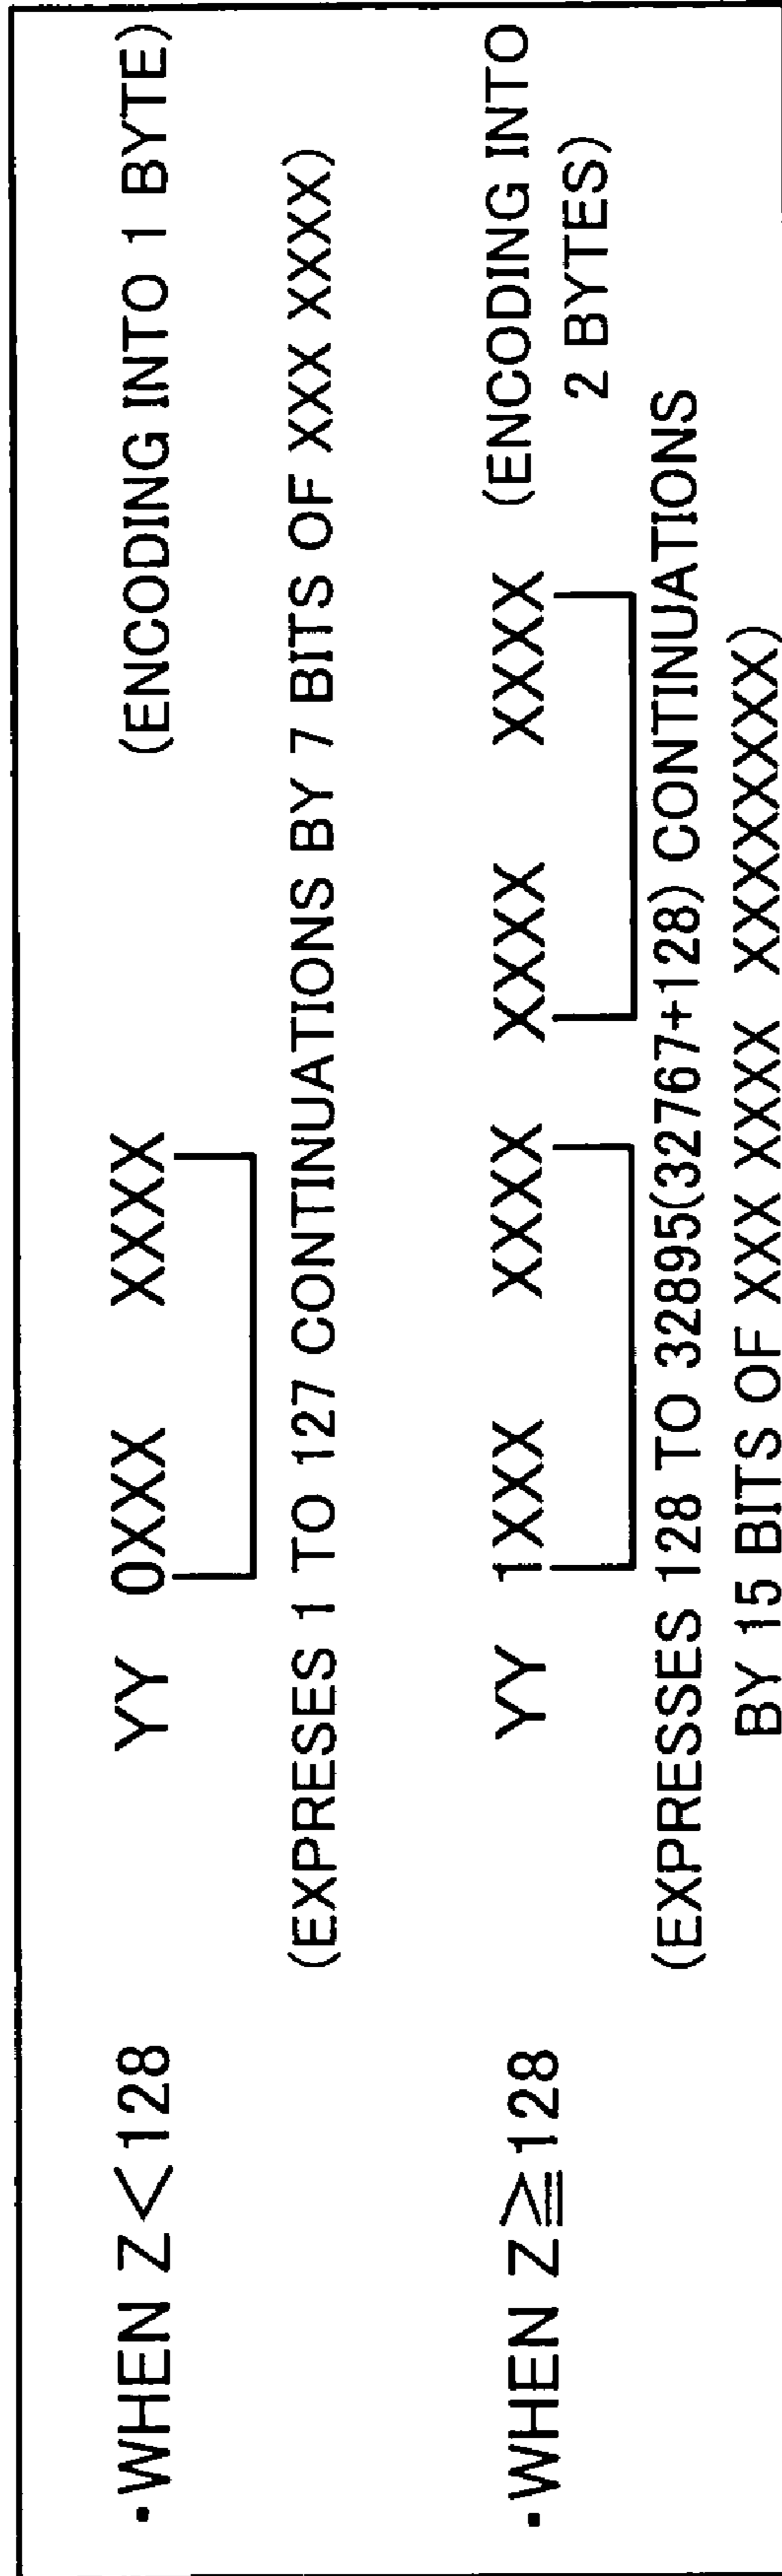 ·WHEN Z<128 YY 0XXX XXXX (ENCODING INTO 1 BYTE)
(EXPRESES 1 TO 127 CONTINUATIONS BY 7 BITS OF XXX XXXX)
·WHEN Z≧128 YY 1XXX XXXX XXXX XXXX (ENCODING INTO
2 BYTES)
(EXPRESSES 128 TO 32895(32767+128) CONTINUATIONS
BY 15 BITS OF XXX XXXX XXXXXXXX)